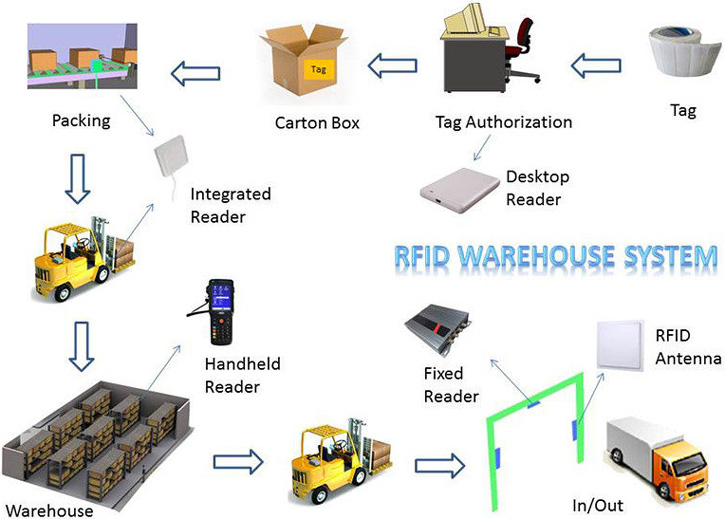 Tag
Packing
Carton Box
Tag Authorization
Tag
Integrated
Reader
Desktop
Reader
RFID WAREHOUSE SYSTEM
Handheld
Reader
Fixed
Reader
RFID
Antenna
Warehouse
In/Out